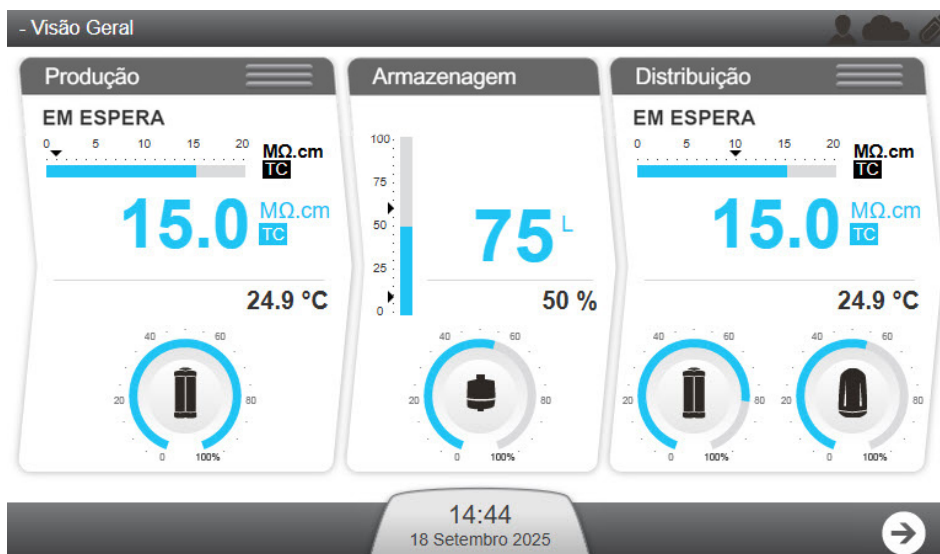 - Visão Geral
Produção
EM ESPERA
0 5 10 15 20
MΩ.cm
TC
15.0 MΩ.cm
TC
24.9 °C
40 60
20 80
0 100%
Armazenagem
100
75
50
25
0
75 L
50 %
40 60
20 80
0 100%
Distribuição
EM ESPERA
0 5 10 15 20
MΩ.cm
TC
15.0 MΩ.cm
TC
24.9 °C
40 60
20 80
0 100%
40 60
20 80
0 100%
14:44
18 Setembro 2025